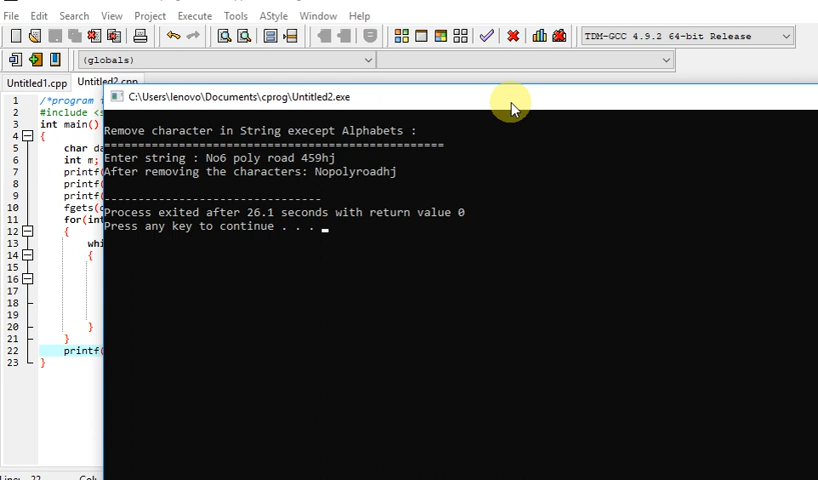 File Edit Search View Project Execute Tools AStyle Window Help
TDM-GCC 4.9.2 64-bit Release
(globals)
Untitled1.cpp Untitled2.cpp
C:\Users\lenovo\Documents\cprog\Untitled2.exe
1 /*program
2 #include <s
3 int main()
4 {
5 char da
6 int m;
7 printf(
8 printf(
9 printf(
10 fgets(
11 for(int
12 {
13 whi
14 {
15
16
17
18
19
20 }
21 }
22 printf(
23 }
Remove character in String execept Alphabets :
=============================================
Enter string : No6 poly road 459hj
After removing the characters: Nopolyroadhj
--------------------------------
Process exited after 26.1 seconds with return value 0
Press any key to continue . . .